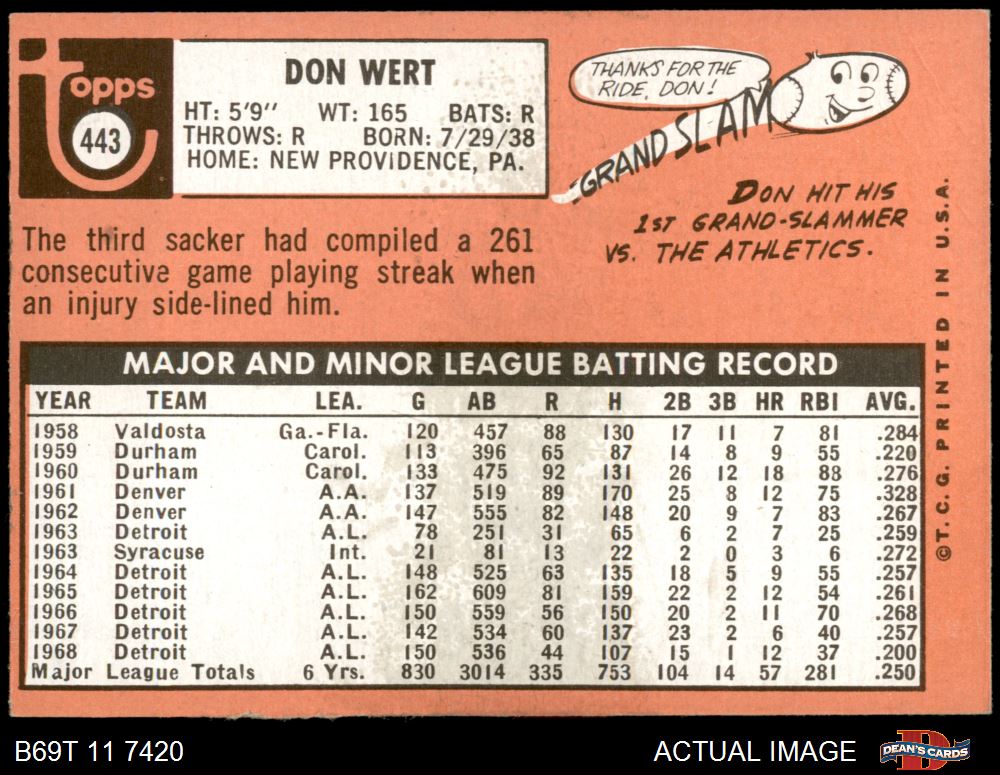 topps
443
DON WERT
HT: 5'9" WT: 165 BATS: R
THROWS: R BORN: 7/29/38
HOME: NEW PROVIDENCE, PA.
THANKS FOR THE
RIDE, DON!
GRAND SLAM
DON HIT HIS
1ST GRAND-SLAMMER
VS. THE ATHLETICS.
The third sacker had compiled a 261
consecutive game playing streak when
an injury side-lined him.
MAJOR AND MINOR LEAGUE BATTING RECORD
YEAR TEAM LEA. G AB R H 2B 3B HR RBI AVG.
1958 Valdosta Ga.-Fla. 120 457 88 130 17 11 7 81 .284
1959 Durham Carol. 113 396 65 87 14 8 9 55 .220
1960 Durham Carol. 133 475 92 131 26 12 18 88 .276
1961 Denver A.A. 137 519 89 170 25 8 12 75 .328
1962 Denver A.A. 147 555 82 148 20 9 7 83 .267
1963 Detroit A.L. 78 251 31 65 6 2 7 25 .259
1963 Syracuse Int. 21 81 13 22 2 0 3 6 .272
1964 Detroit A.L. 148 525 63 135 18 5 9 55 .257
1965 Detroit A.L. 162 609 81 159 22 2 12 54 .261
1966 Detroit A.L. 150 559 56 150 20 2 11 70 .268
1967 Detroit A.L. 142 534 60 137 23 2 6 40 .257
1968 Detroit A.L. 150 536 44 107 15 1 12 37 .200
Major League Totals 6 Yrs. 830 3014 335 753 104 14 57 281 .250
©T.C.G. PRINTED IN U.S.A.
B69T 11 7420
ACTUAL IMAGE
DEAN'S CARDS